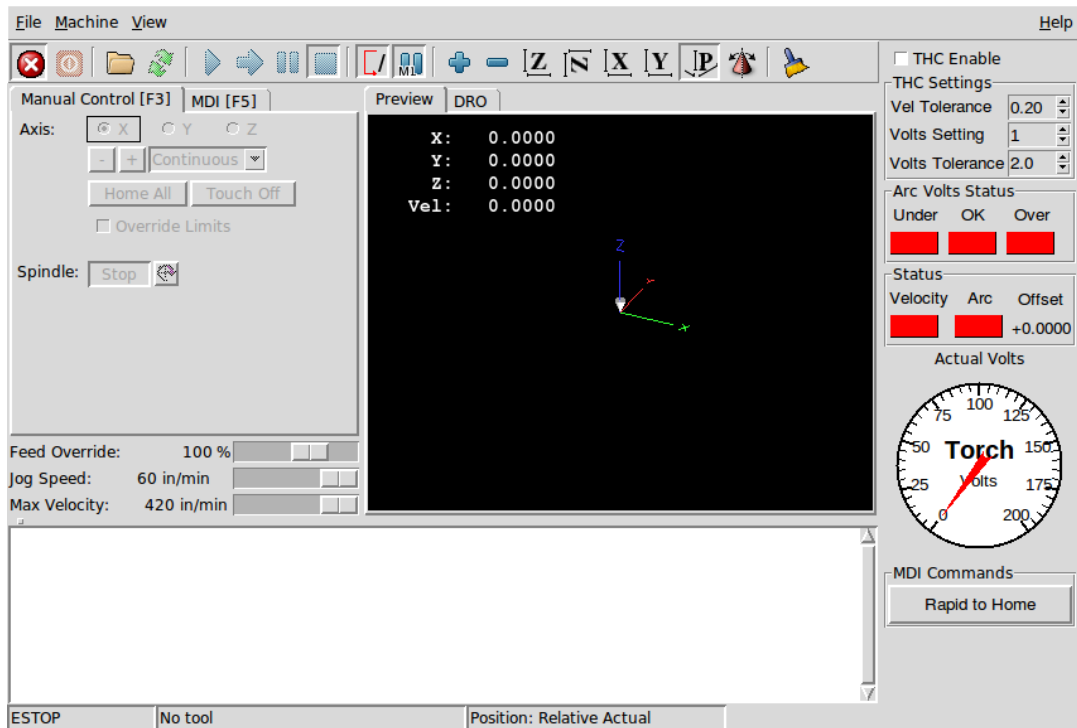 File Machine View Help
M1 Z N X Y P
THC Enable
Manual Control [F3] MDI [F5]
Axis: X Y Z
- + Continuous
Home All Touch Off
Override Limits
Spindle: Stop
Feed Override: 100 %
Jog Speed: 60 in/min
Max Velocity: 420 in/min
Preview DRO
X: 0.0000
Y: 0.0000
Z: 0.0000
Vel: 0.0000
Z
Y
X
THC Settings
Vel Tolerance 0.20
Volts Setting 1
Volts Tolerance 2.0
Arc Volts Status
Under OK Over
Status
Velocity Arc Offset
+0.0000
Actual Volts
0 25 50 75 100 125 150 175 200
Torch
Volts
MDI Commands
Rapid to Home
ESTOP No tool Position: Relative Actual